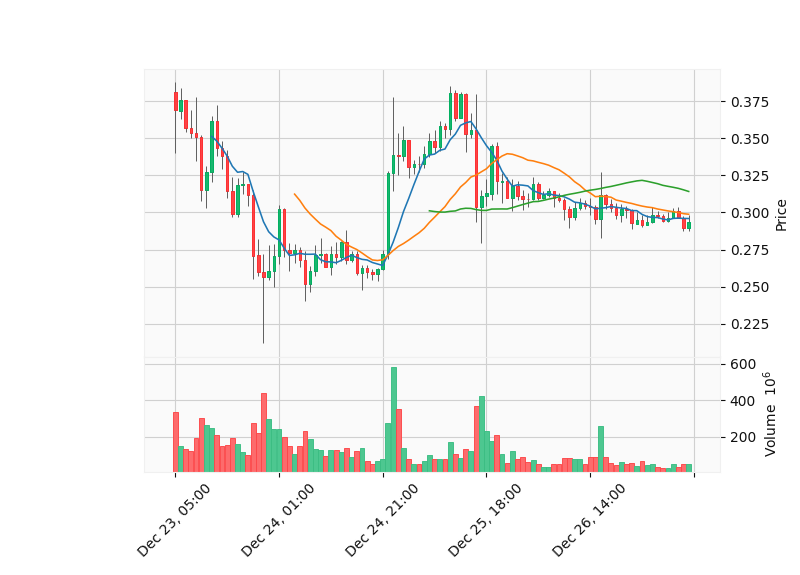 0.375
0.350
0.325
0.300
0.275
0.250
0.225
Price
600
400
200
Volume 10^6
Dec 23, 05:00
Dec 24, 01:00
Dec 24, 21:00
Dec 25, 18:00
Dec 26, 14:00